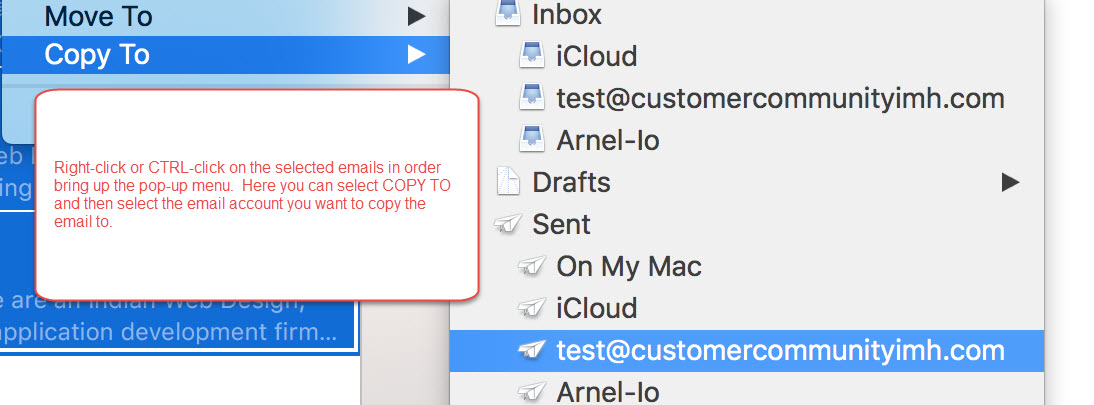 Move To
Copy To
Right-click or CTRL-click on the selected emails in order
bring up the pop-up menu.  Here you can select COPY TO
and then select the email account you want to copy the
email to.
eb
ing
e are an Indian Web Design,
application development firm...
Inbox
iCloud
test@customercommunityimh.com
Arnel-Io
Drafts
Sent
On My Mac
iCloud
test@customercommunityimh.com
Arnel-Io